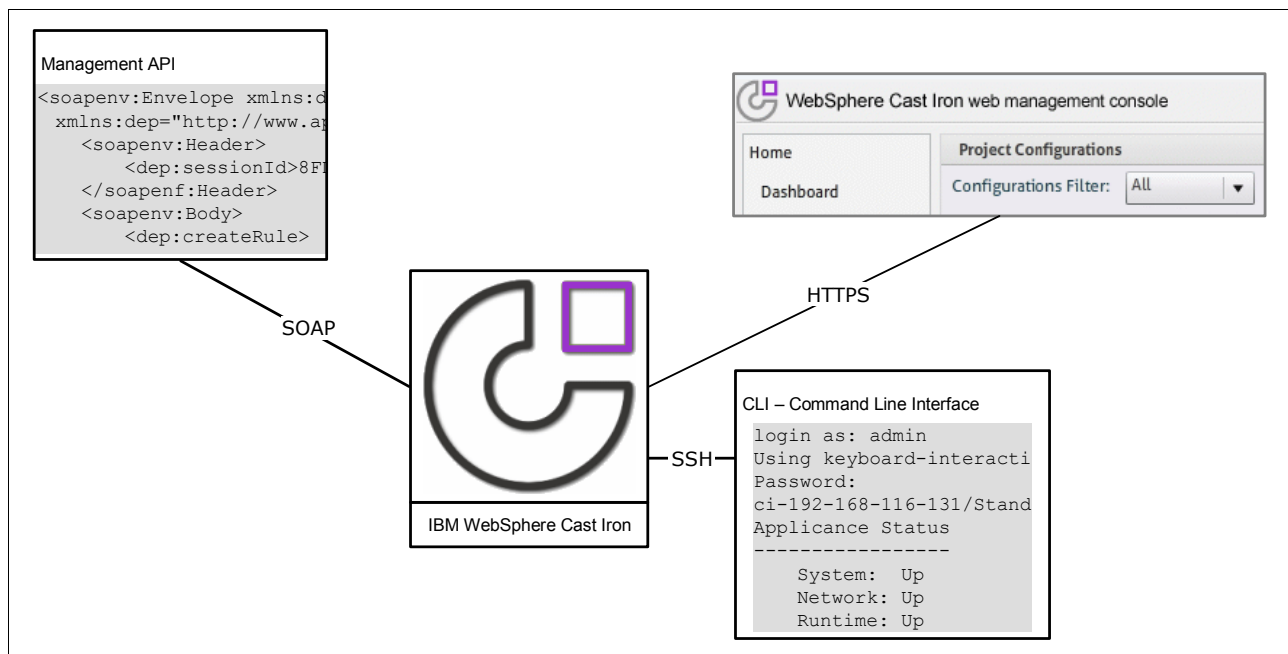 Management API
<soapenv:Envelope xmlns:d
xmlns:dep="http://www.ap
<soapenv:Header>
<dep:sessionId>8F
</soapenf:Header>
<soapenv:Body>
<dep:createRule>
SOAP
WebSphere Cast Iron web management console
Home
Dashboard
Project Configurations
Configurations Filter: All
HTTPS
IBM WebSphere Cast Iron
SSH
CLI – Command Line Interface
login as: admin
Using keyboard-interacti
Password:
ci-192-168-116-131/Stand
Applicance Status
-----------------
System: Up
Network: Up
Runtime: Up